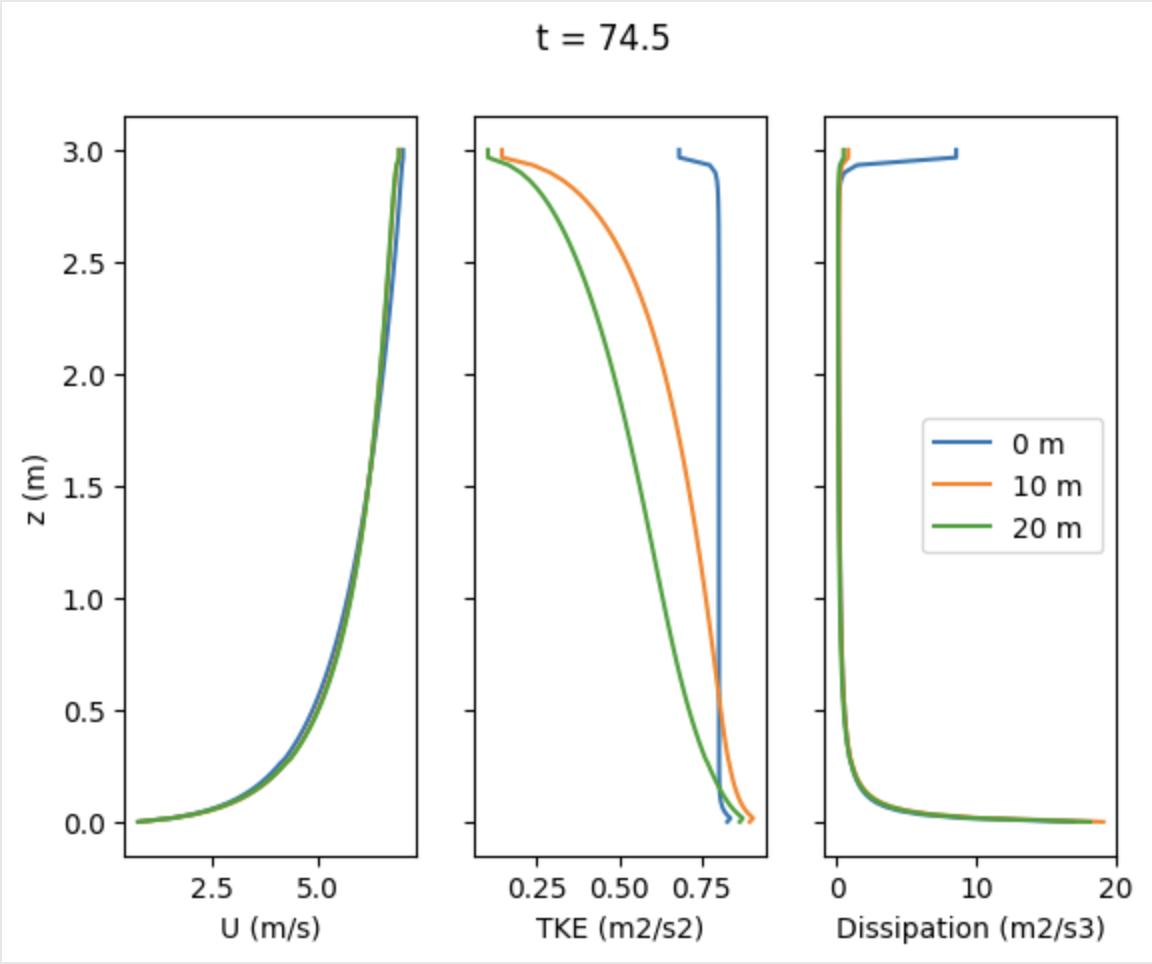 t = 74.5
3.0
2.5
2.0
1.5
1.0
0.5
0.0
z (m)
2.5 5.0
U (m/s)
0.25 0.50 0.75
TKE (m2/s2)
0 m
10 m
20 m
0 10 20
Dissipation (m2/s3)